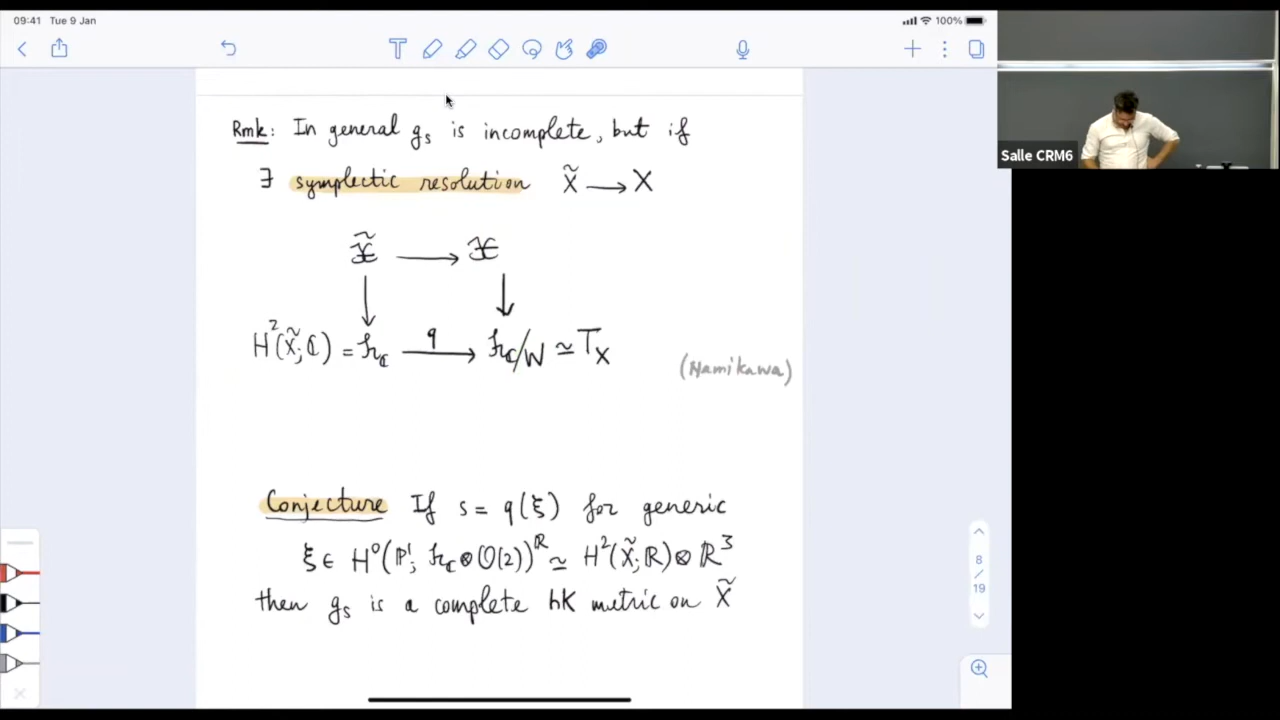 09:41 Tue 9 Jan
100%
Rmk: In general g_s is incomplete, but if
∃ symplectic resolution X̃ → X
𝒳̃ → 𝒳
↓ ↓
H²(X̃; ℂ) = 𝔥_ℂ →^q 𝔥_ℂ/W ≃ T_X
(Namikawa)
Conjecture If s = q(ξ) for generic
ξ ∈ H⁰(ℙ¹; 𝔥_ℂ ⊗ O(2))^ℝ ≃ H²(X̃; ℝ) ⊗ ℝ³
then g_s is a complete hK metric on X̃
8
/
19
Salle CRM6